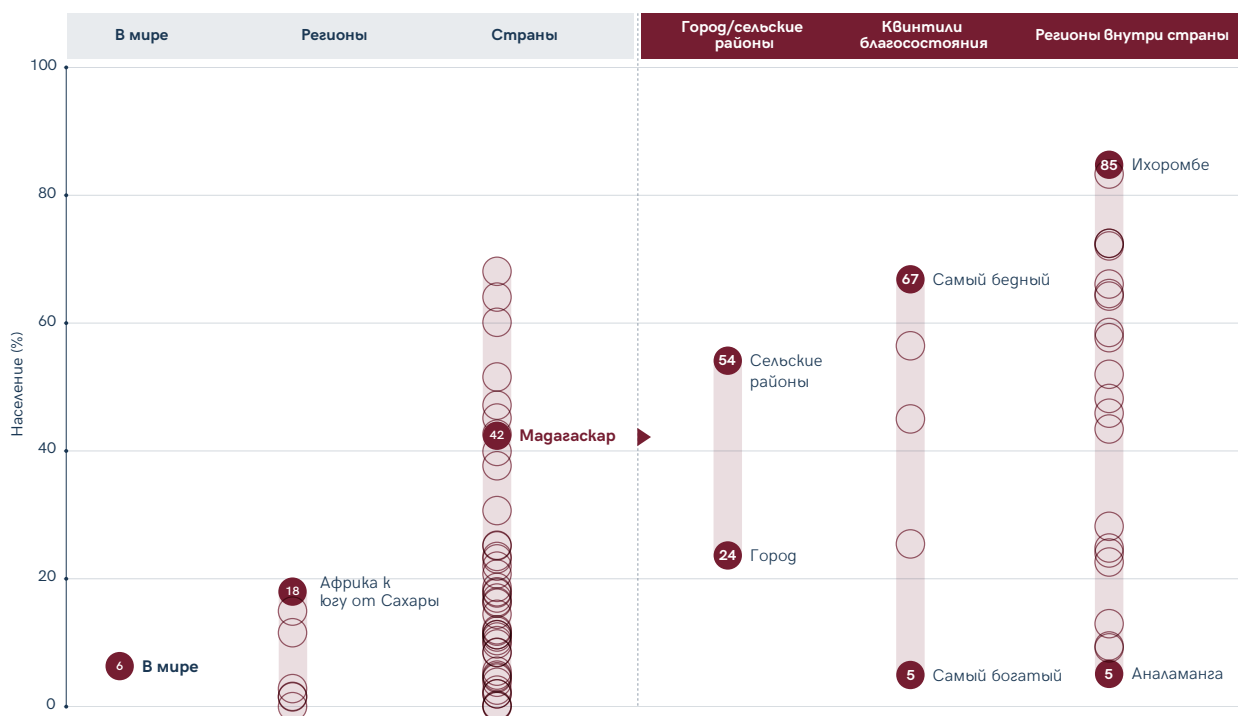 В мире
Регионы
Страны
Город/сельские
районы
Квинтили
благосостояния
Регионы внутри страны
100
80
60
40
20
0
Население (%)
6
В мире
18
Африка к
югу от Сахары
42
Мадагаскар
54
Сельские
районы
24
Город
67
Самый бедный
5
Самый богатый
85
Ихоромбе
5
Аналаманга